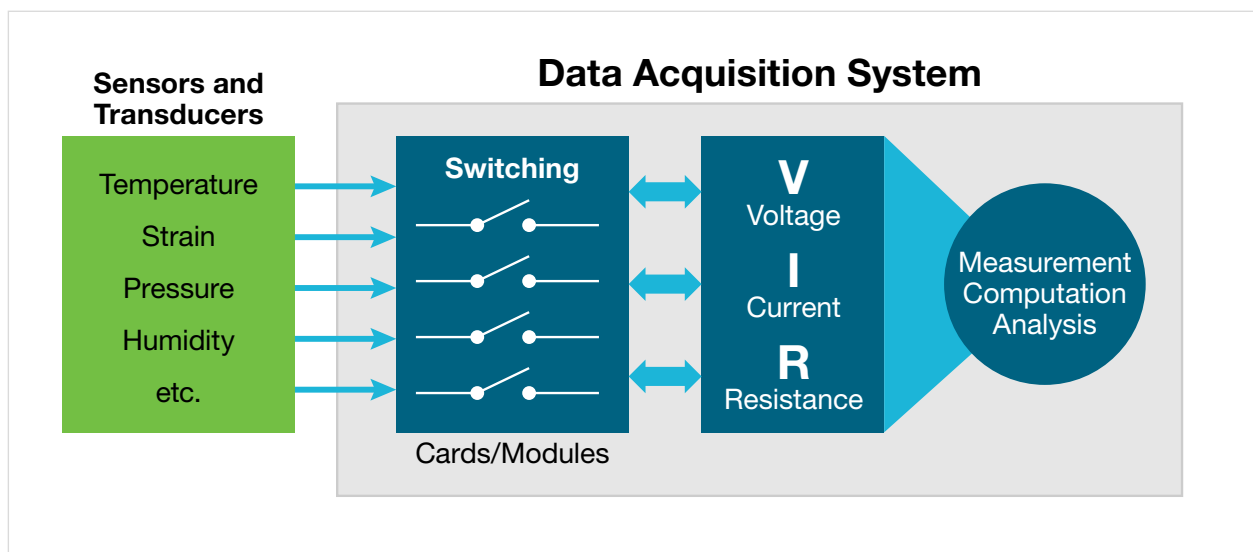 Sensors and
Transducers
Data Acquisition System
Temperature
Strain
Pressure
Humidity
etc.
Switching
Cards/Modules
V
Voltage
I
Current
R
Resistance
Measurement
Computation
Analysis